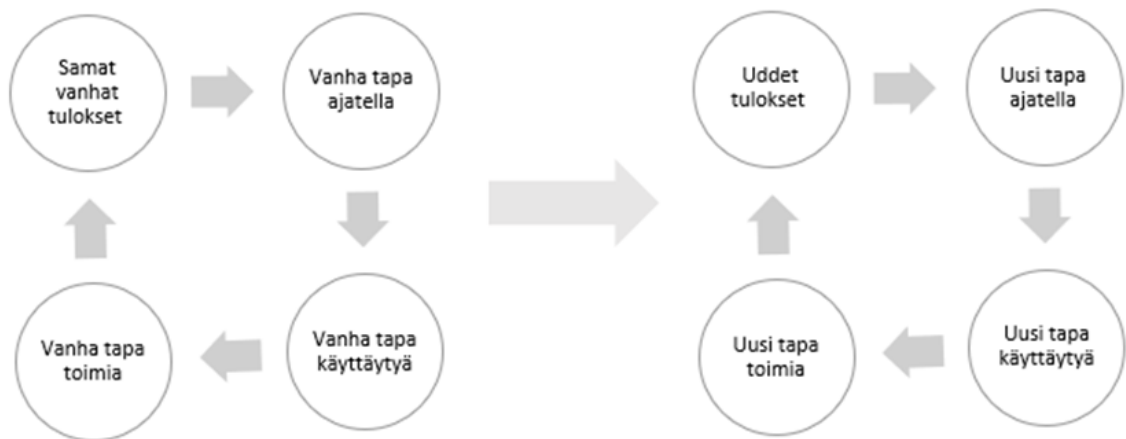 Samat
vanhat
tulokset
Vanha tapa
ajatella
Vanha tapa
käyttäytyä
Vanha tapa
toimia
Uddet
tulokset
Uusi tapa
ajatella
Uusi tapa
käyttäytyä
Uusi tapa
toimia